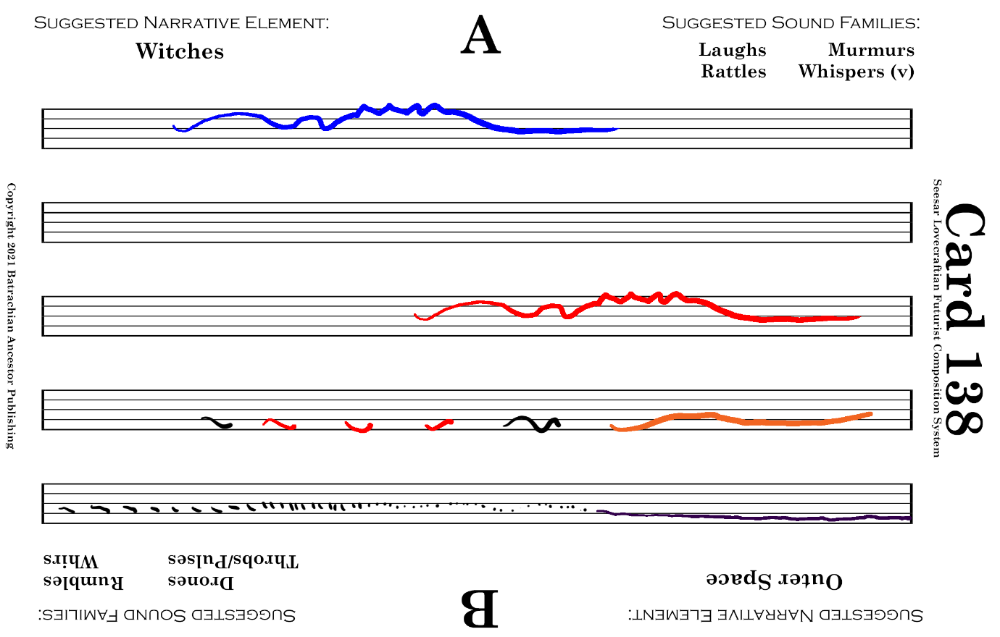 SUGGESTED NARRATIVE ELEMENT:
Witches
A
SUGGESTED SOUND FAMILIES:
Laughs Murmurs
Rattles Whispers (v)
Card 138
Seesar Lovecraftian Futurist Composition System
Copyright 2021 Batrachian Ancestor Publishing
B
SUGGESTED NARRATIVE ELEMENT:
Outer Space
SUGGESTED SOUND FAMILIES:
Drones Rumbles
Throbs/Pulses Whirs